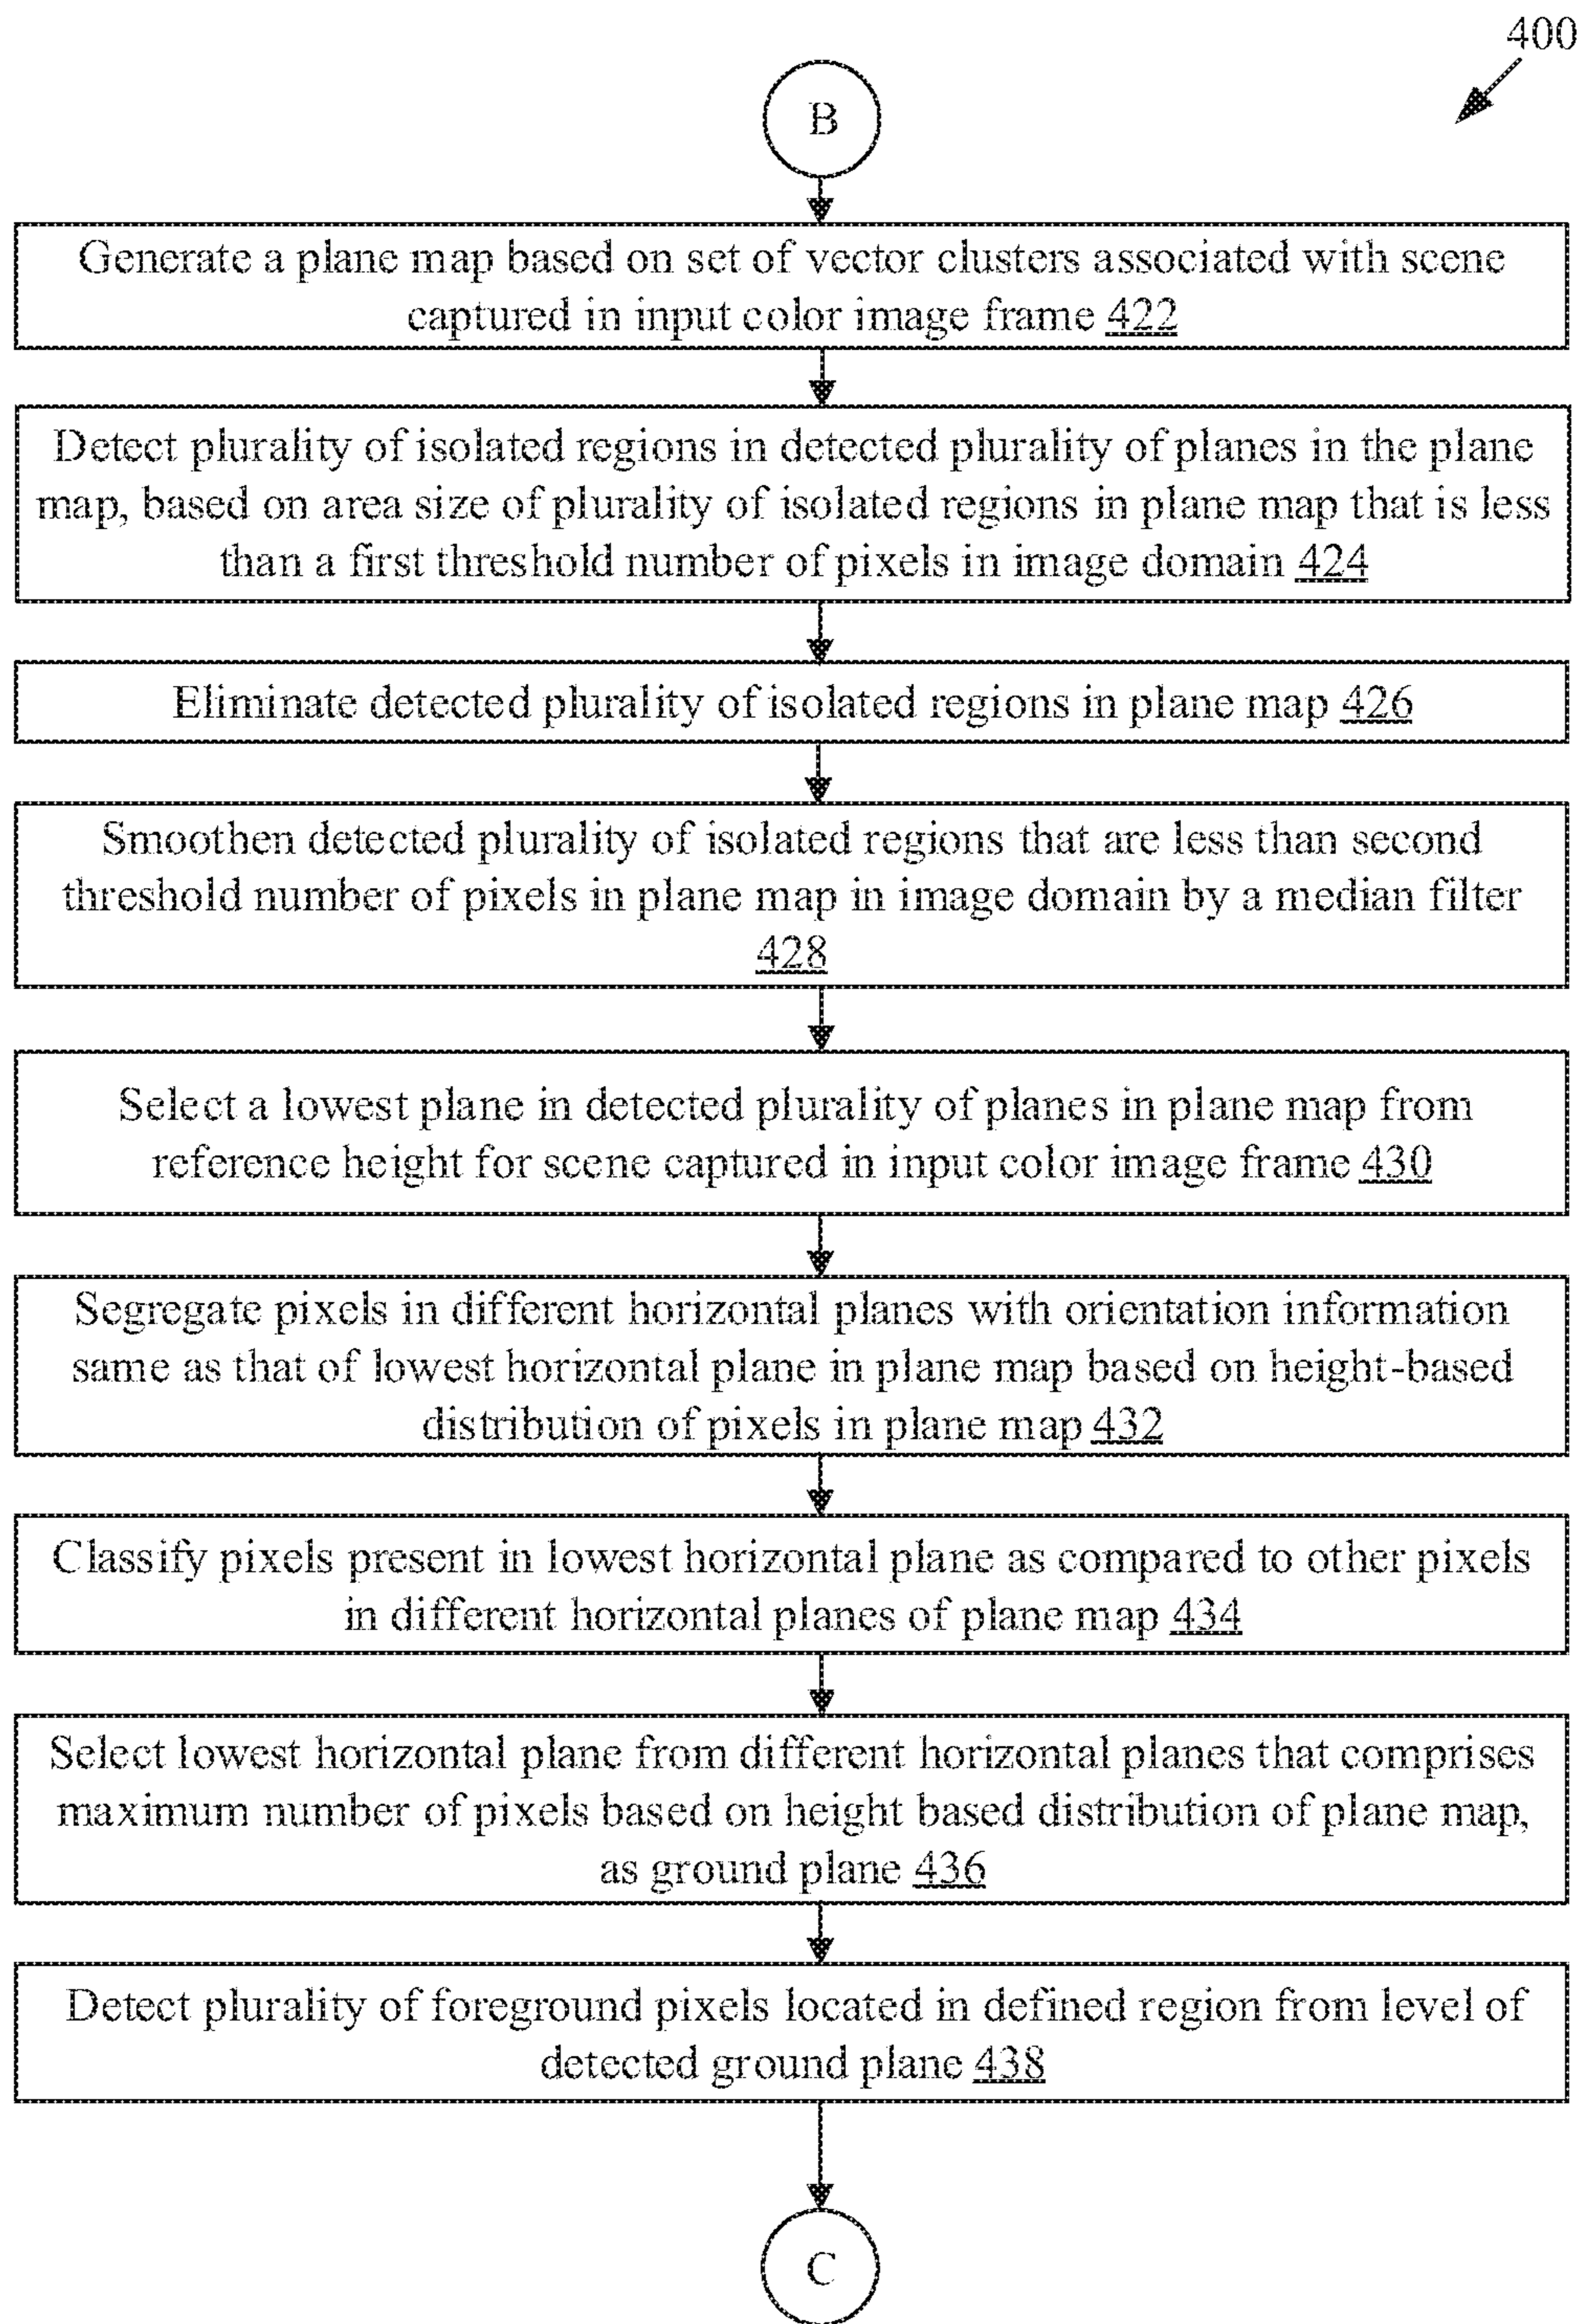 400
B
Generate a plane map based on set of vector clusters associated with scene
captured in input color image frame 422
Detect plurality of isolated regions in detected plurality of planes in the plane
map, based on area size of plurality of isolated regions in plane map that is less
than a first threshold number of pixels in image domain 424
Eliminate detected plurality of isolated regions in plane map 426
Smoothen detected plurality of isolated regions that are less than second
threshold number of pixels in plane map in image domain by a median filter
428
Select a lowest plane in detected plurality of planes in plane map from
reference height for scene captured in input color image frame 430
Segregate pixels in different horizontal planes with orientation information
same as that of lowest horizontal plane in plane map based on height-based
distribution of pixels in plane map 432
Classify pixels present in lowest horizontal plane as compared to other pixels
in different horizontal planes of plane map 434
Select lowest horizontal plane from different horizontal planes that comprises
maximum number of pixels based on height based distribution of plane map,
as ground plane 436
Detect plurality of foreground pixels located in defined region from level of
detected ground plane 438
C